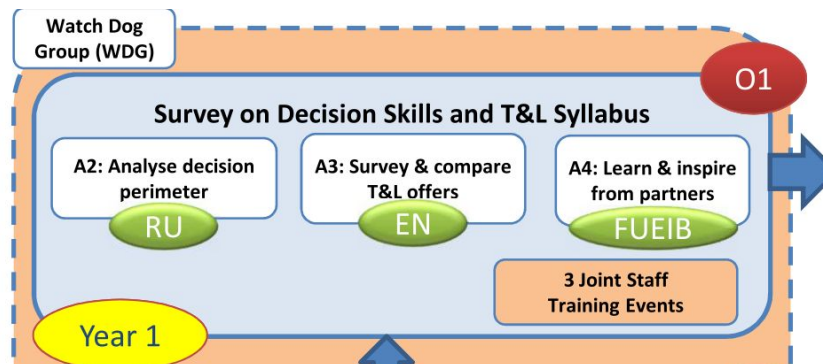 Watch Dog
Group (WDG)
O1
Survey on Decision Skills and T&L Syllabus
A2: Analyse decision
perimeter
RU
A3: Survey & compare
T&L offers
EN
A4: Learn & inspire
from partners
FUEIB
3 Joint Staff
Training Events
Year 1